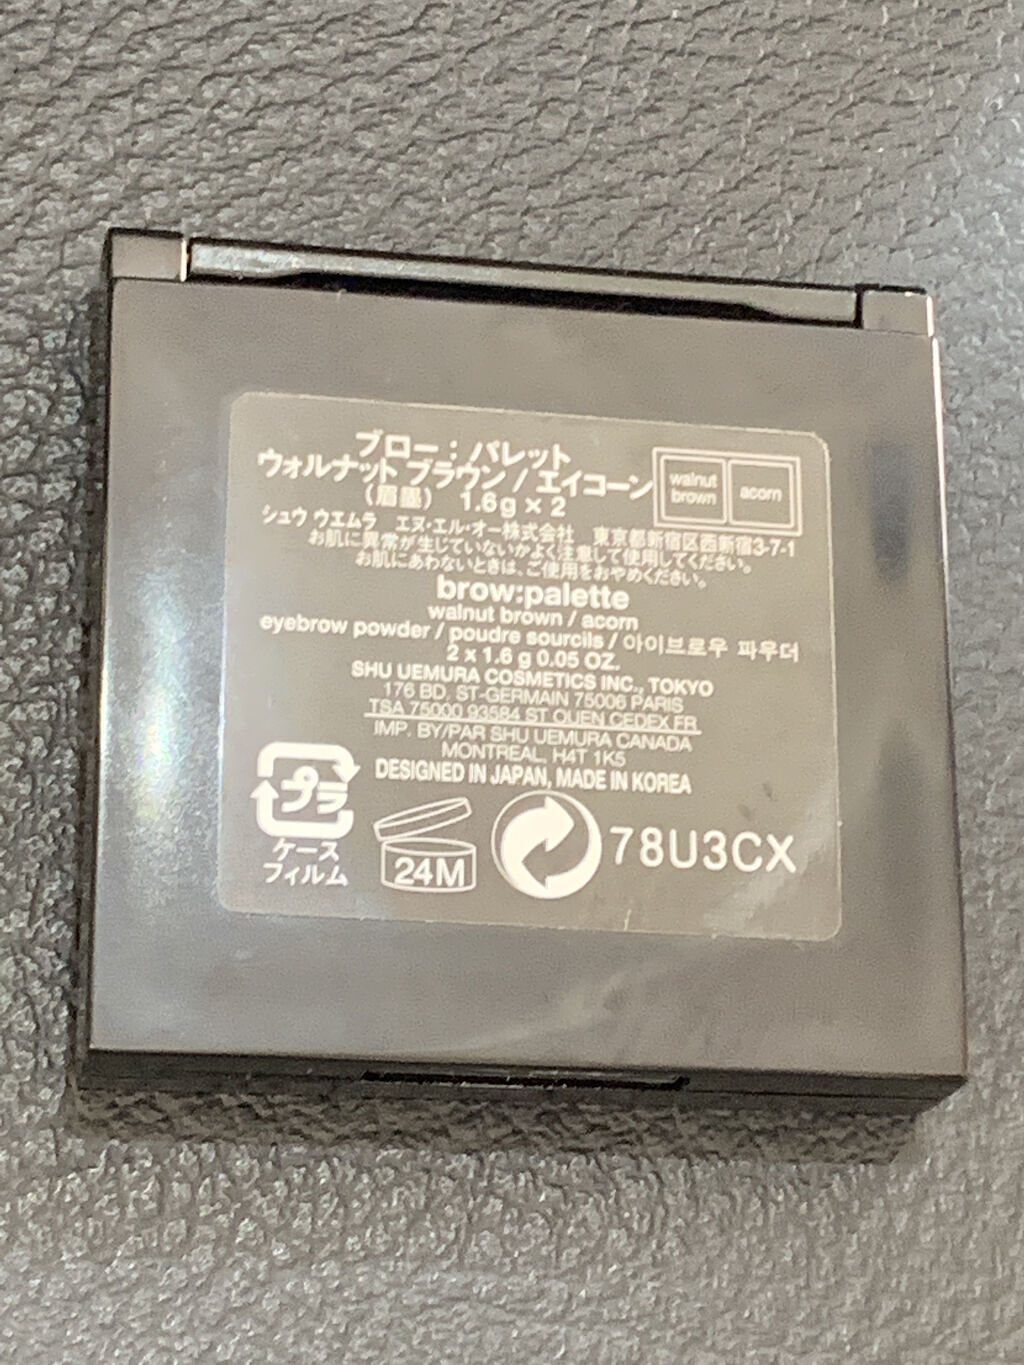 ブロー：パレット
ウォルナット ブラウン / エイコーン
（眉墨） 1.6g × 2
walnut brown
acorn
シュウ ウエムラ エヌ・エル・オー株式会社 東京都新宿区西新宿3-7-1
お肌に異常が生じていないかよく注意して使用してください。
お肌にあわないときは、ご使用をおやめください。
brow:palette
walnut brown / acorn
eyebrow powder / poudre sourcils / 아이브로우 파우더
2 x 1.6 g 0.05 OZ.
SHU UEMURA COSMETICS INC., TOKYO
176 BD. ST-GERMAIN 75006 PARIS
TSA 75000 93584 ST OUEN CEDEX FR
IMP. BY/PAR SHU UEMURA CANADA
MONTREAL, H4T 1K5
DESIGNED IN JAPAN, MADE IN KOREA
プラ
ケース
フィルム
24M
78U3CX